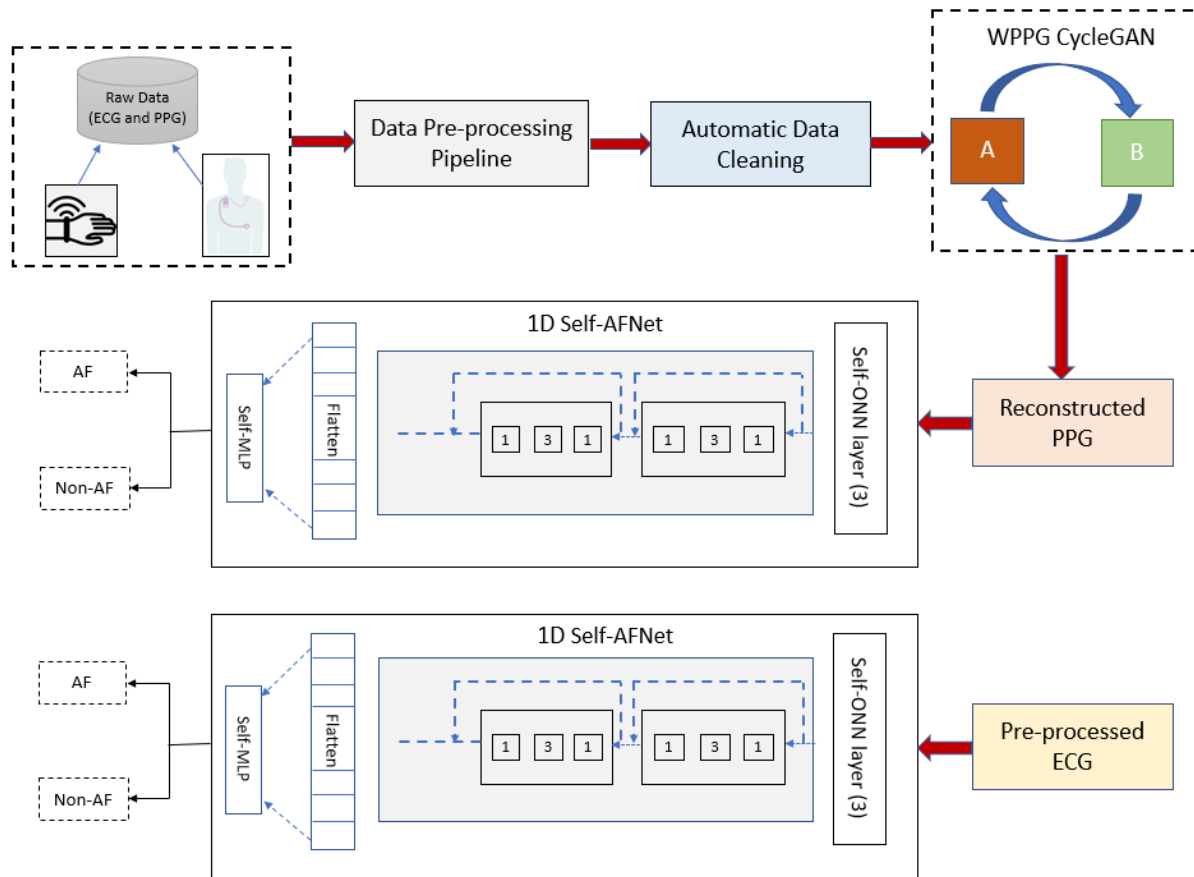 WPPG CycleGAN
Raw Data
(ECG and PPG)
Data Pre-processing
Pipeline
Automatic Data
Cleaning
A
B
1D Self-AFNet
AF
Non-AF
Self-MLP
Flatten
1 3 1
1 3 1
Self-ONN layer (3)
Reconstructed
PPG
1D Self-AFNet
AF
Non-AF
Self-MLP
Flatten
1 3 1
1 3 1
Self-ONN layer (3)
Pre-processed
ECG